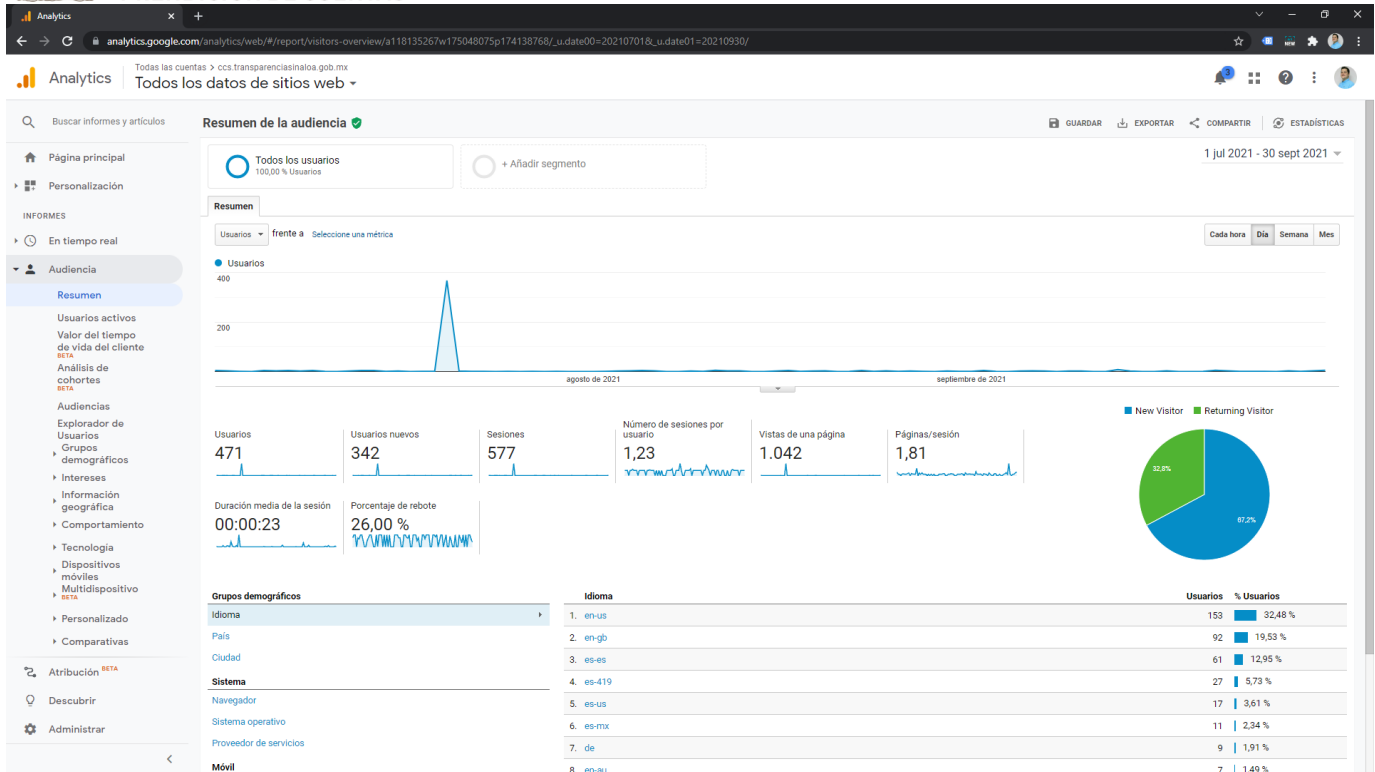 Analytics
analytics.google.com/analytics/web/#/report/visitors-overview/a118135267w175048075p174138768/_u.date00=20210701&_u.date01=20210930/
Analytics
Todas las cuentas > ccs.transparenciasinaloa.gob.mx
Todos los datos de sitios web
3
Buscar informes y artículos
Página principal
Personalización
INFORMES
En tiempo real
Audiencia
Resumen
Usuarios activos
Valor del tiempo
de vida del cliente
BETA
Análisis de
cohortes
BETA
Audiencias
Explorador de
Usuarios
Grupos
demográficos
Intereses
Información
geográfica
Comportamiento
Tecnología
Dispositivos
móviles
Multidispositivo
BETA
Personalizado
Comparativas
Atribución BETA
Descubrir
Administrar
Resumen de la audiencia
GUARDAR
EXPORTAR
COMPARTIR
ESTADÍSTICAS
Todos los usuarios
100,00 % Usuarios
+ Añadir segmento
1 jul 2021 - 30 sept 2021
Resumen
Usuarios frente a Seleccione una métrica
Cada hora Día Semana Mes
Usuarios
400
200
agosto de 2021
septiembre de 2021
New Visitor Returning Visitor
32,8%
67,2%
Usuarios
471
Usuarios nuevos
342
Sesiones
577
Número de sesiones por
usuario
1,23
Vistas de una página
1.042
Páginas/sesión
1,81
Duración media de la sesión
00:00:23
Porcentaje de rebote
26,00 %
Grupos demográficos
Idioma
País
Ciudad
Sistema
Navegador
Sistema operativo
Proveedor de servicios
Móvil
Idioma Usuarios % Usuarios
1. en-us 153 32,48 %
2. en-gb 92 19,53 %
3. es-es 61 12,95 %
4. es-419 27 5,73 %
5. es-us 17 3,61 %
6. es-mx 11 2,34 %
7. de 9 1,91 %
8. en-au 7 1,49 %